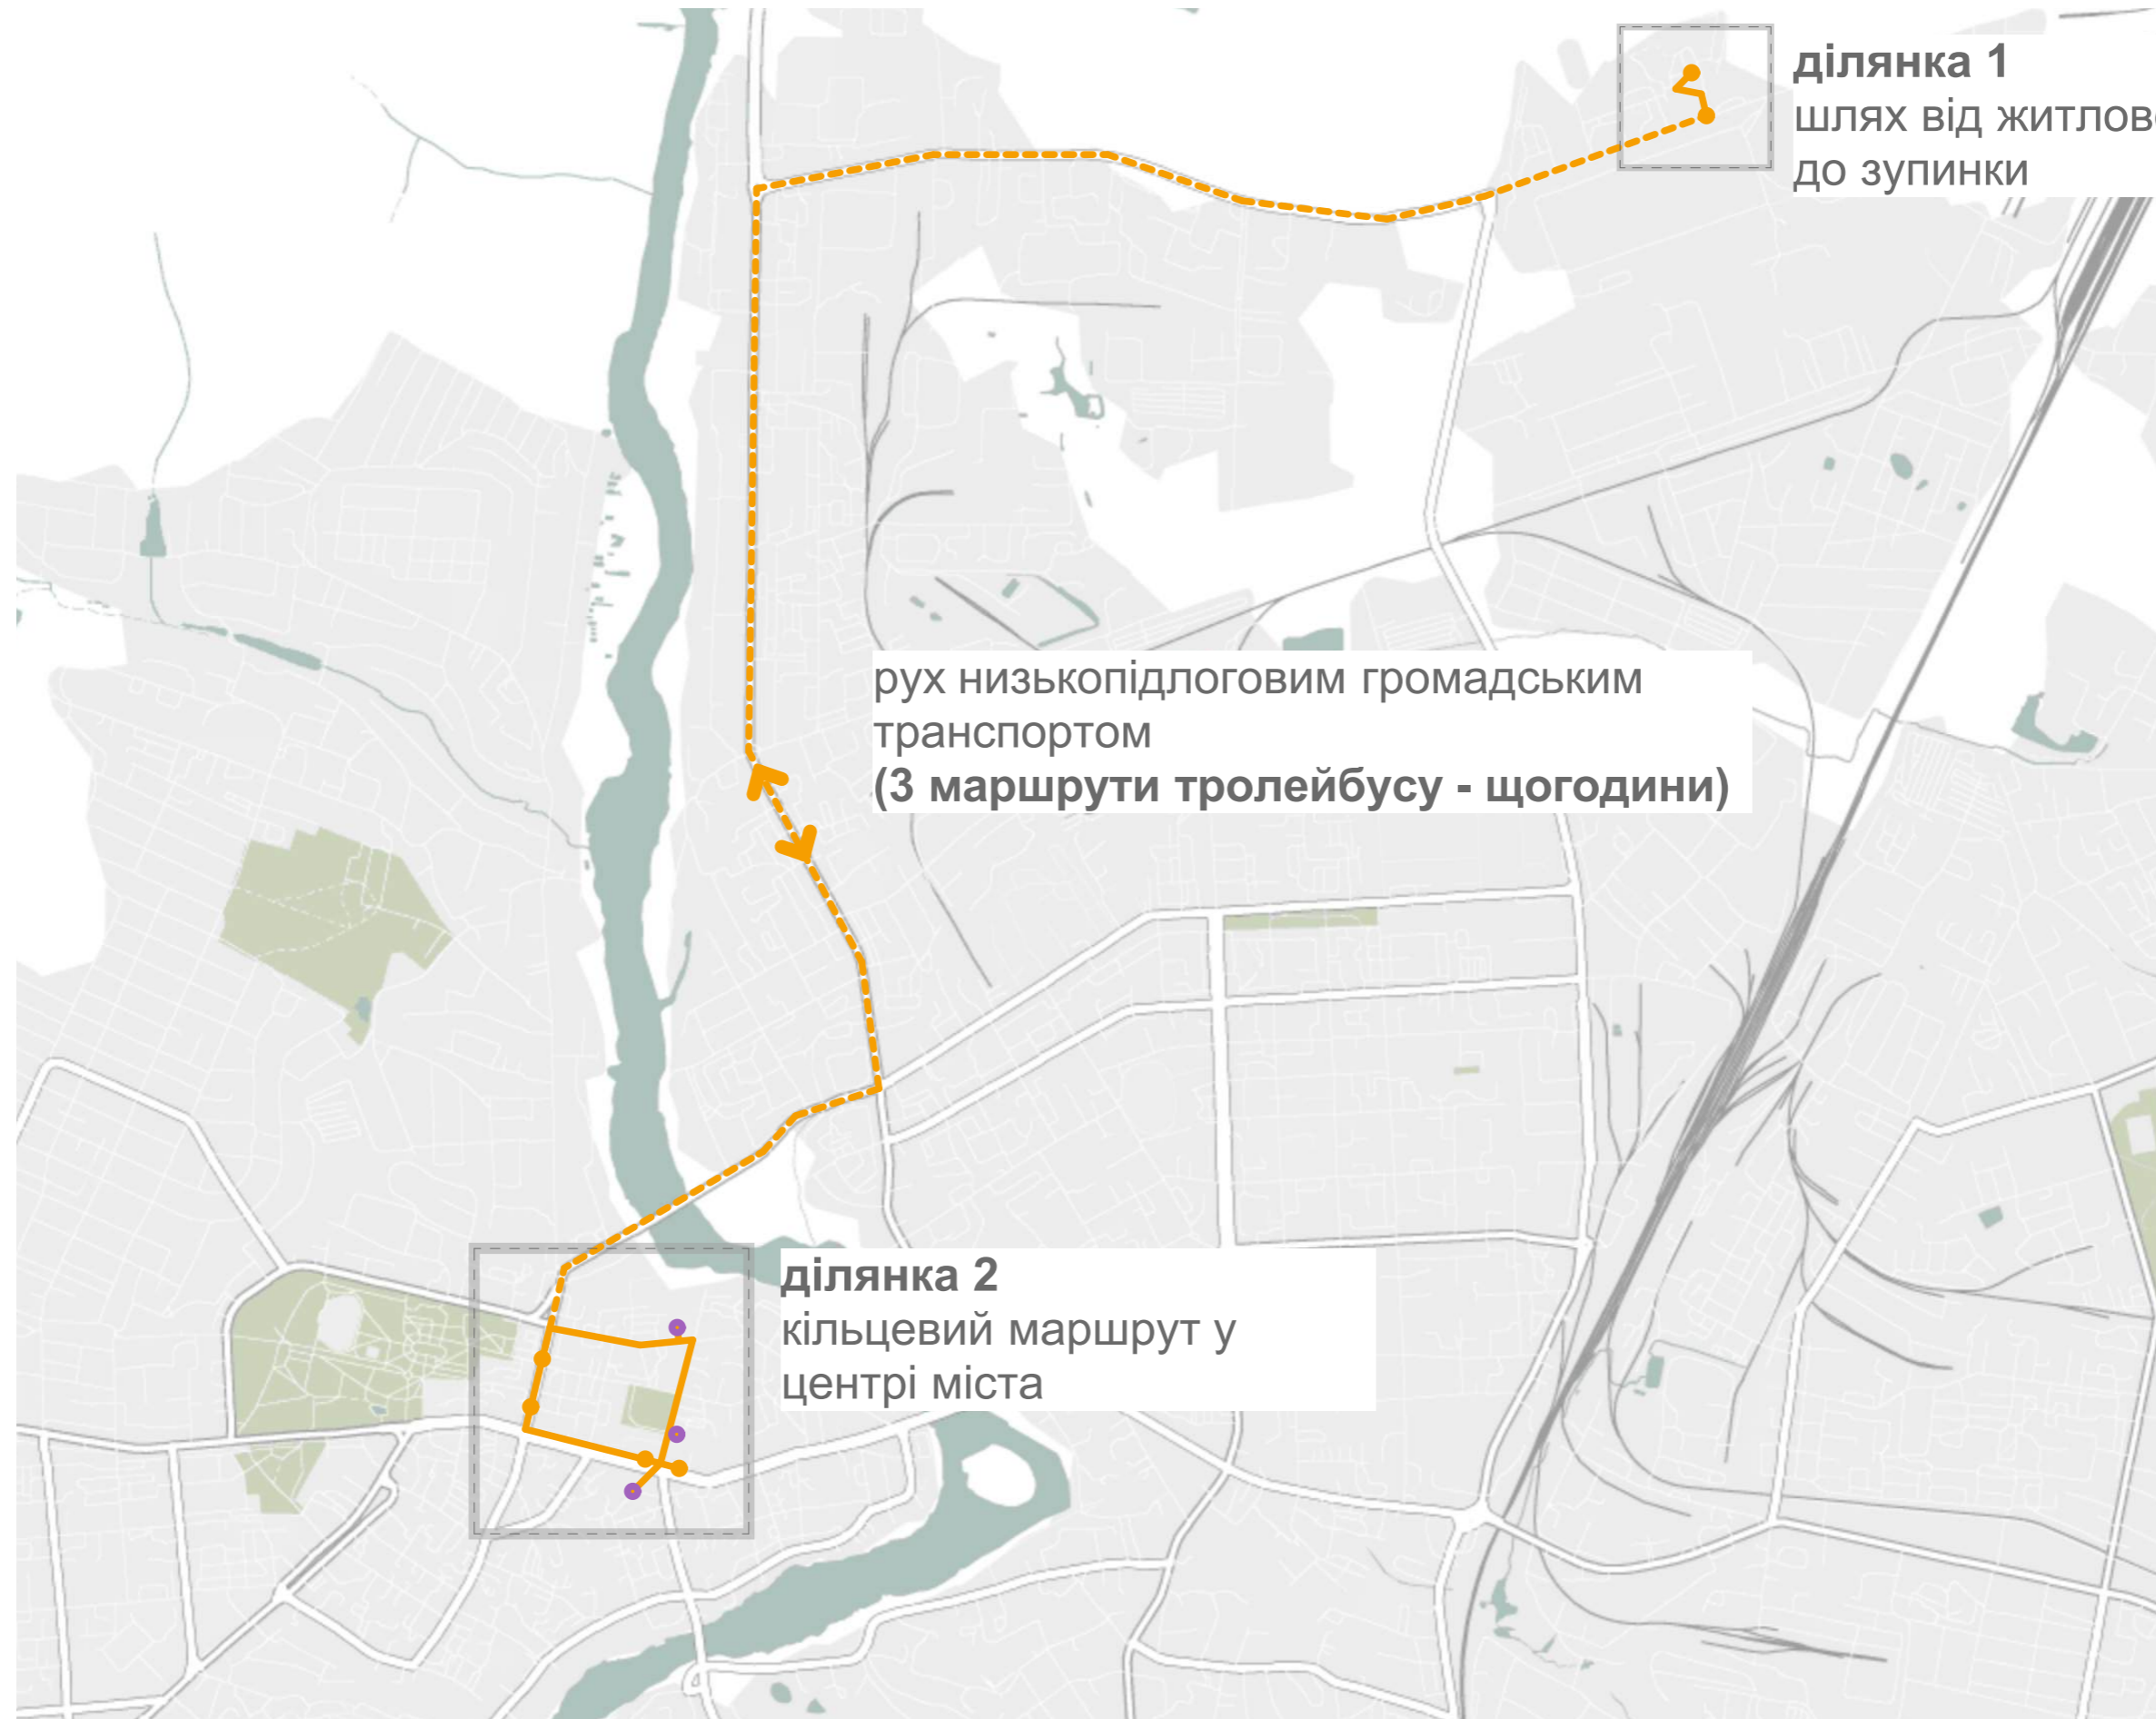 ділянка 1
шлях від
до зупинки
рух низькопідлоговим громадським
транспортом
(3 маршрути тролейбусу - щогодини)
ділянка 2
кільцевий маршрут у
центрі міста